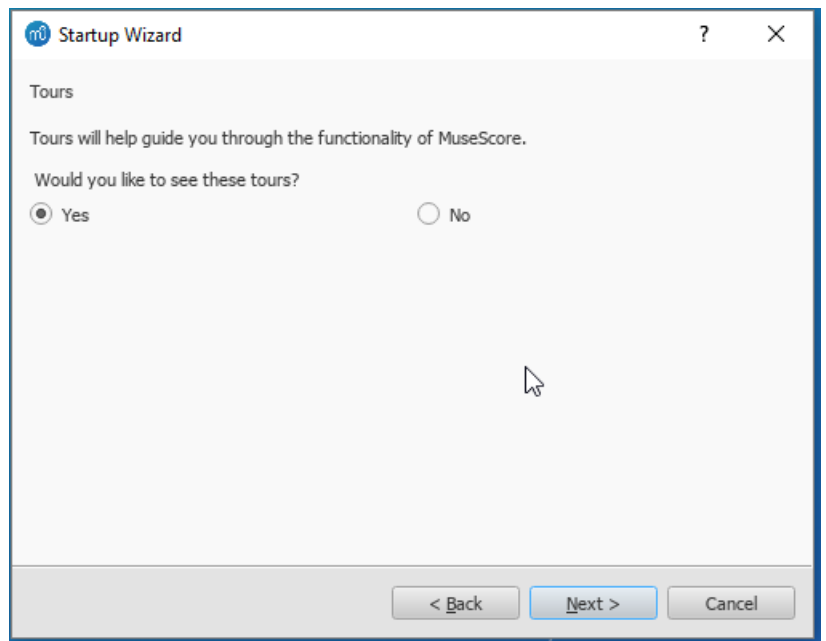 Startup Wizard ?
Tours
Tours will help guide you through the functionality of MuseScore.
Would you like to see these tours?
Yes No
< Back Next > Cancel